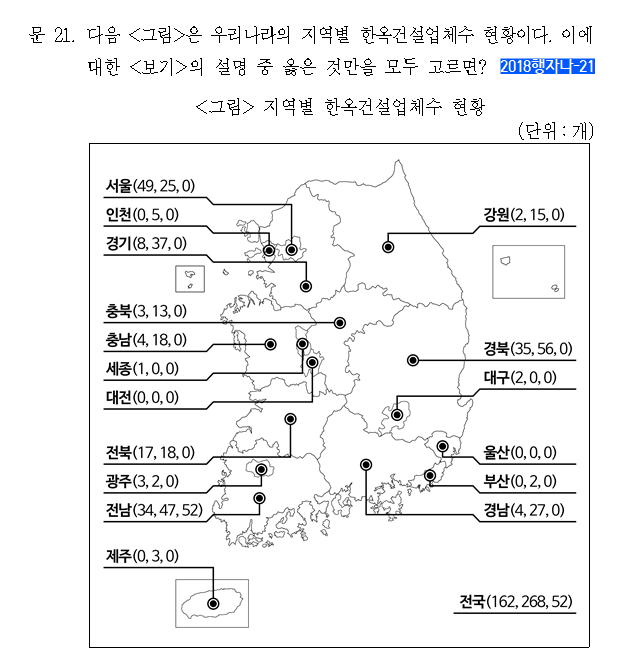 문 21. 다음 <그림>은 우리나라의 지역별 한옥건설업체수 현황이다. 이에
대한 <보기>의 설명 중 옳은 것만을 모두 고르면? 2018행자나-21
<그림> 지역별 한옥건설업체수 현황
(단위 : 개)
서울(49, 25, 0)
인천(0, 5, 0)
강원(2, 15, 0)
경기(8, 37, 0)
충북(3, 13, 0)
충남(4, 18, 0)
경북(35, 56, 0)
세종(1, 0, 0)
대구(2, 0, 0)
대전(0, 0, 0)
전북(17, 18, 0)
울산(0, 0, 0)
광주(3, 2, 0)
부산(0, 2, 0)
전남(34, 47, 52)
경남(4, 27, 0)
제주(0, 3, 0)
전국(162, 268, 52)